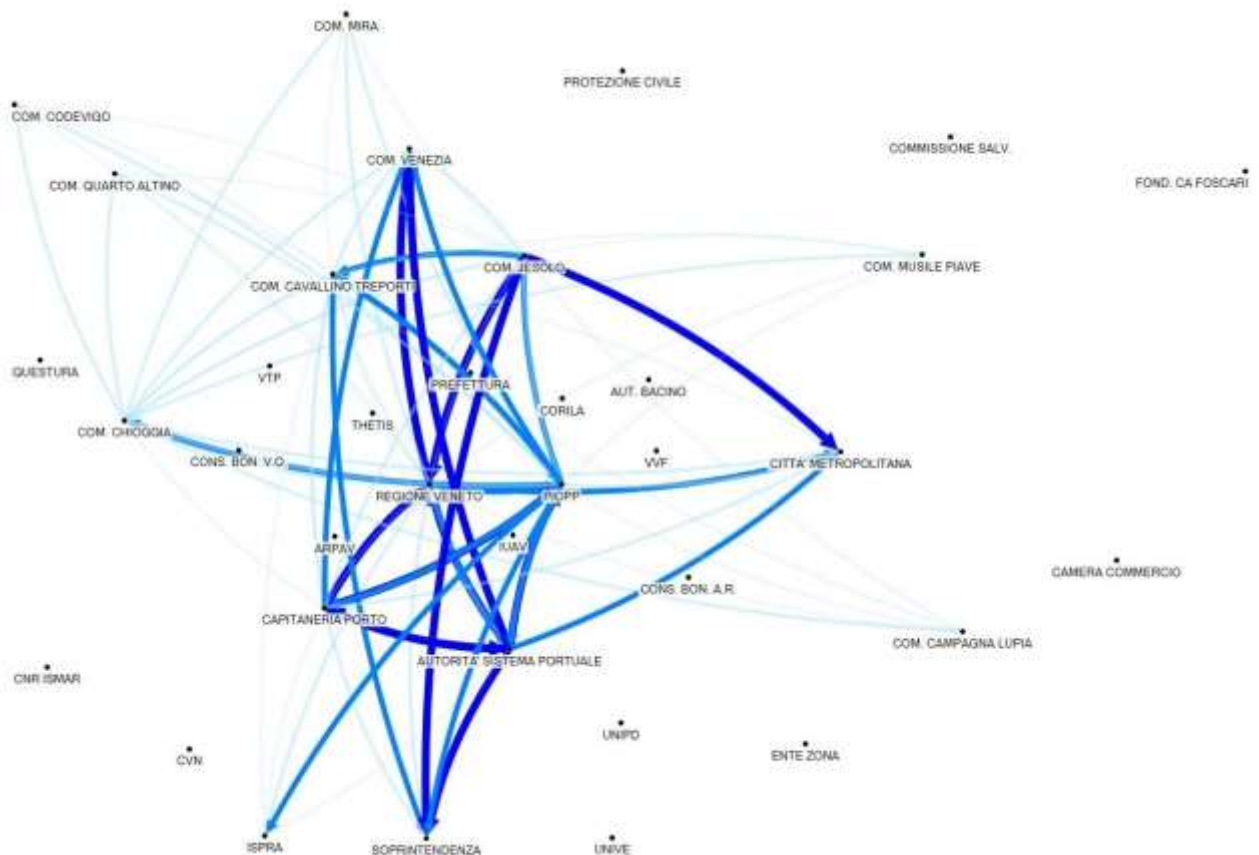 COM. MIRA
PROTEZIONE CIVILE
COM. CODEVIGO
COMMISSIONE SALV.
COM. VENEZIA
FOND. CA FOSCARI
COM. QUARTO ALTINO
COM. JESOLO
COM. MUSILE PIAVE
COM. CAVALLINO TREPORTI
QUESTURA
VTP
PREFETTURA
AUT. BACINO
CORILA
THETIS
COM. CHIOGGIA
CONS. BON. V.O
VVF
CITTA' METROPOLITANA
REGIONE VENETO
PIOPP
ARPAV
IUAV
CAMERA COMMERCIO
CONS. BON. A.R.
CAPITANERIA PORTO
COM. CAMPAGNA LUPIA
AUTORITA' SISTEMA PORTUALE
CNR ISMAR
UNIPD
ENTE ZONA
CVN
ISPRA
SOPRINTENDENZA
UNIVE